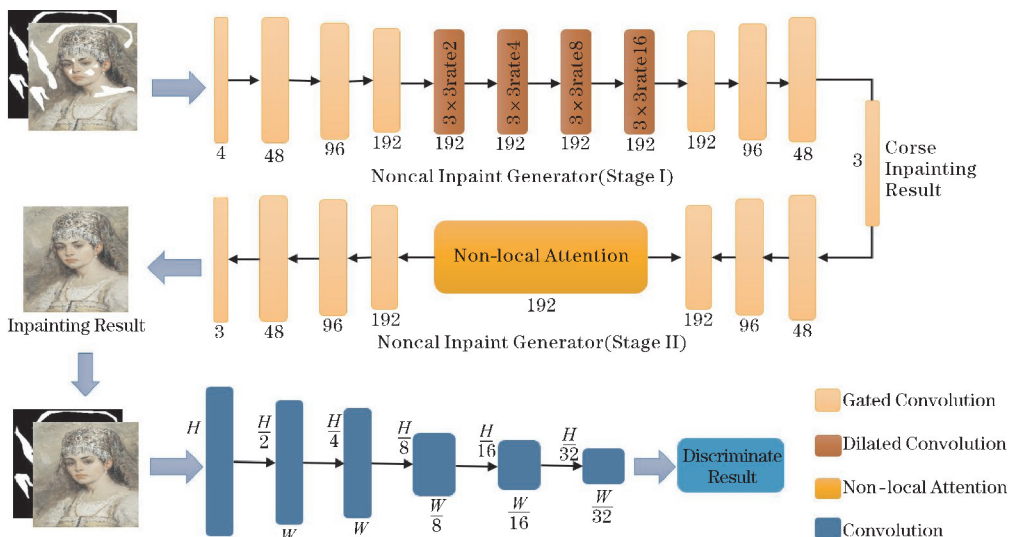 3×3rate2
3×3rate4
3×3rate8
3×3rate16
4
48
96
192
192
192
192
192
192
96
48
3
Corse
Inpainting
Result
Noncal Inpaint Generator(Stage I)
Non-local Attention
Inpainting Result
3
48
96
192
192
192
96
48
Noncal Inpaint Generator(Stage II)
H
H/2
H/4
H/8
H/16
H/32
W
W
W/8
W/16
W/32
Discriminate
Result
Gated Convolution
Dilated Convolution
Non-local Attention
Convolution